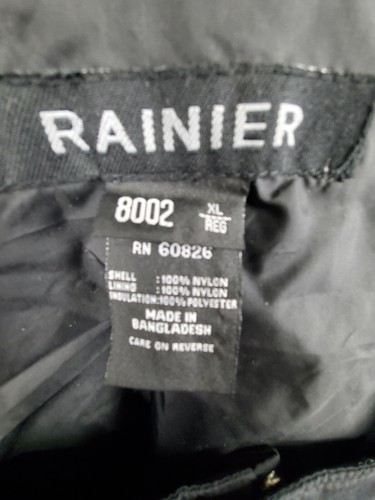 RAINIER
8002 XL
REG
RN 60826
SHELL :100% NYLON
LINING :100% NYLON
INSULATION:100% POLYESTER
MADE IN
BANGLADESH
CARE ON REVERSE